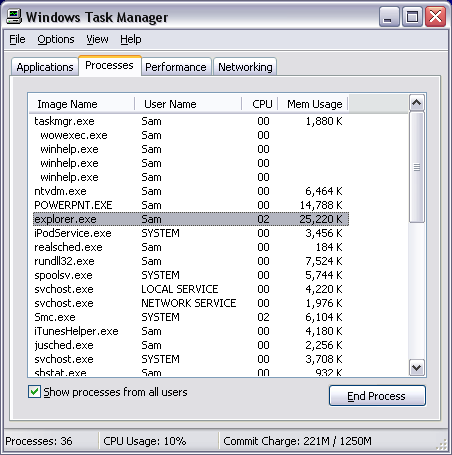 Windows Task Manager
File Options View Help
Applications Processes Performance Networking
Image Name User Name CPU Mem Usage
taskmgr.exe Sam 00 1,880 K
wowexec.exe Sam 00
winhelp.exe Sam 00
winhelp.exe Sam 00
winhelp.exe Sam 00
ntvdm.exe Sam 00 6,464 K
POWERPNT.EXE Sam 00 14,788 K
explorer.exe Sam 02 25,220 K
iPodService.exe SYSTEM 00 3,456 K
realsched.exe Sam 00 184 K
rundll32.exe Sam 00 7,524 K
spoolsv.exe SYSTEM 00 5,744 K
svchost.exe LOCAL SERVICE 00 4,220 K
svchost.exe NETWORK SERVICE 00 1,976 K
Smc.exe SYSTEM 02 6,104 K
iTunesHelper.exe Sam 00 4,180 K
jusched.exe Sam 00 2,256 K
svchost.exe SYSTEM 00 3,708 K
shstat.exe Sam 00 932 K
Show processes from all users
End Process
Processes: 36 CPU Usage: 10% Commit Charge: 221M / 1250M